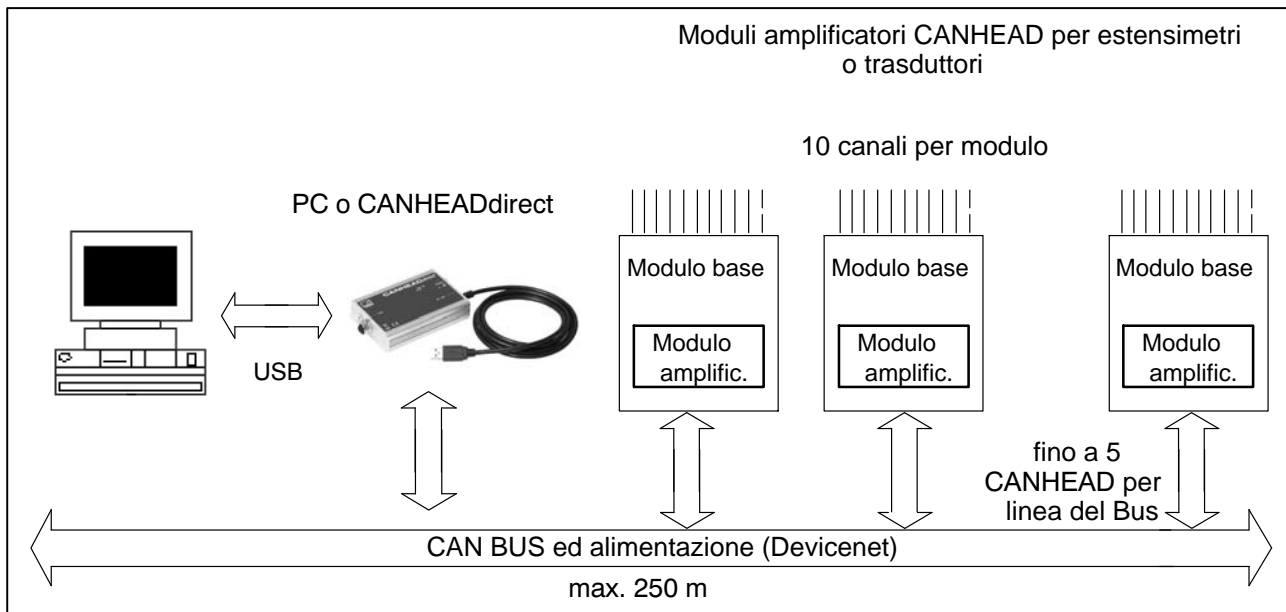 Moduli amplificatori CANHEAD per estensimetri
o trasduttori
10 canali per modulo
PC o CANHEADdirect
USB
Modulo base
Modulo
amplific.
Modulo base
Modulo
amplific.
Modulo base
Modulo
amplific.
fino a 5
CANHEAD per
linea del Bus
CAN BUS ed alimentazione (Devicenet)
max. 250 m